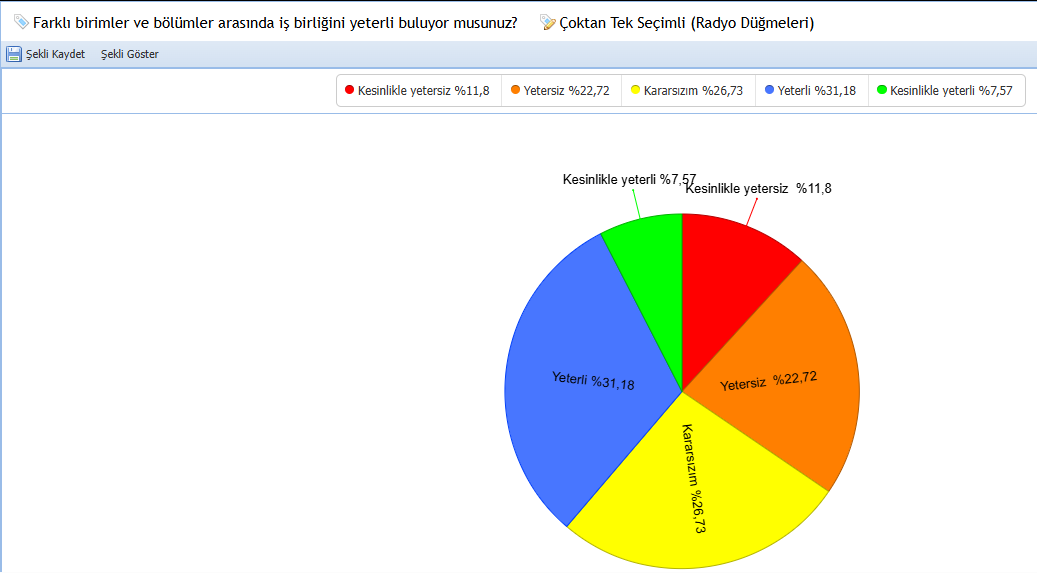 Farklı birimler ve bölümler arasında iş birliğini yeterli buluyor musunuz? Çoktan Tek Seçimli (Radyo Düğmeleri)
Şekli Kaydet Şekli Göster
Kesinlikle yetersiz %11,8 Yetersiz %22,72 Kararsızım %26,73 Yeterli %31,18 Kesinlikle yeterli %7,57
Kesinlikle yeterli %7,57
Kesinlikle yetersiz %11,8
Yeterli %31,18
Yetersiz %22,72
Kararsızım %26,73